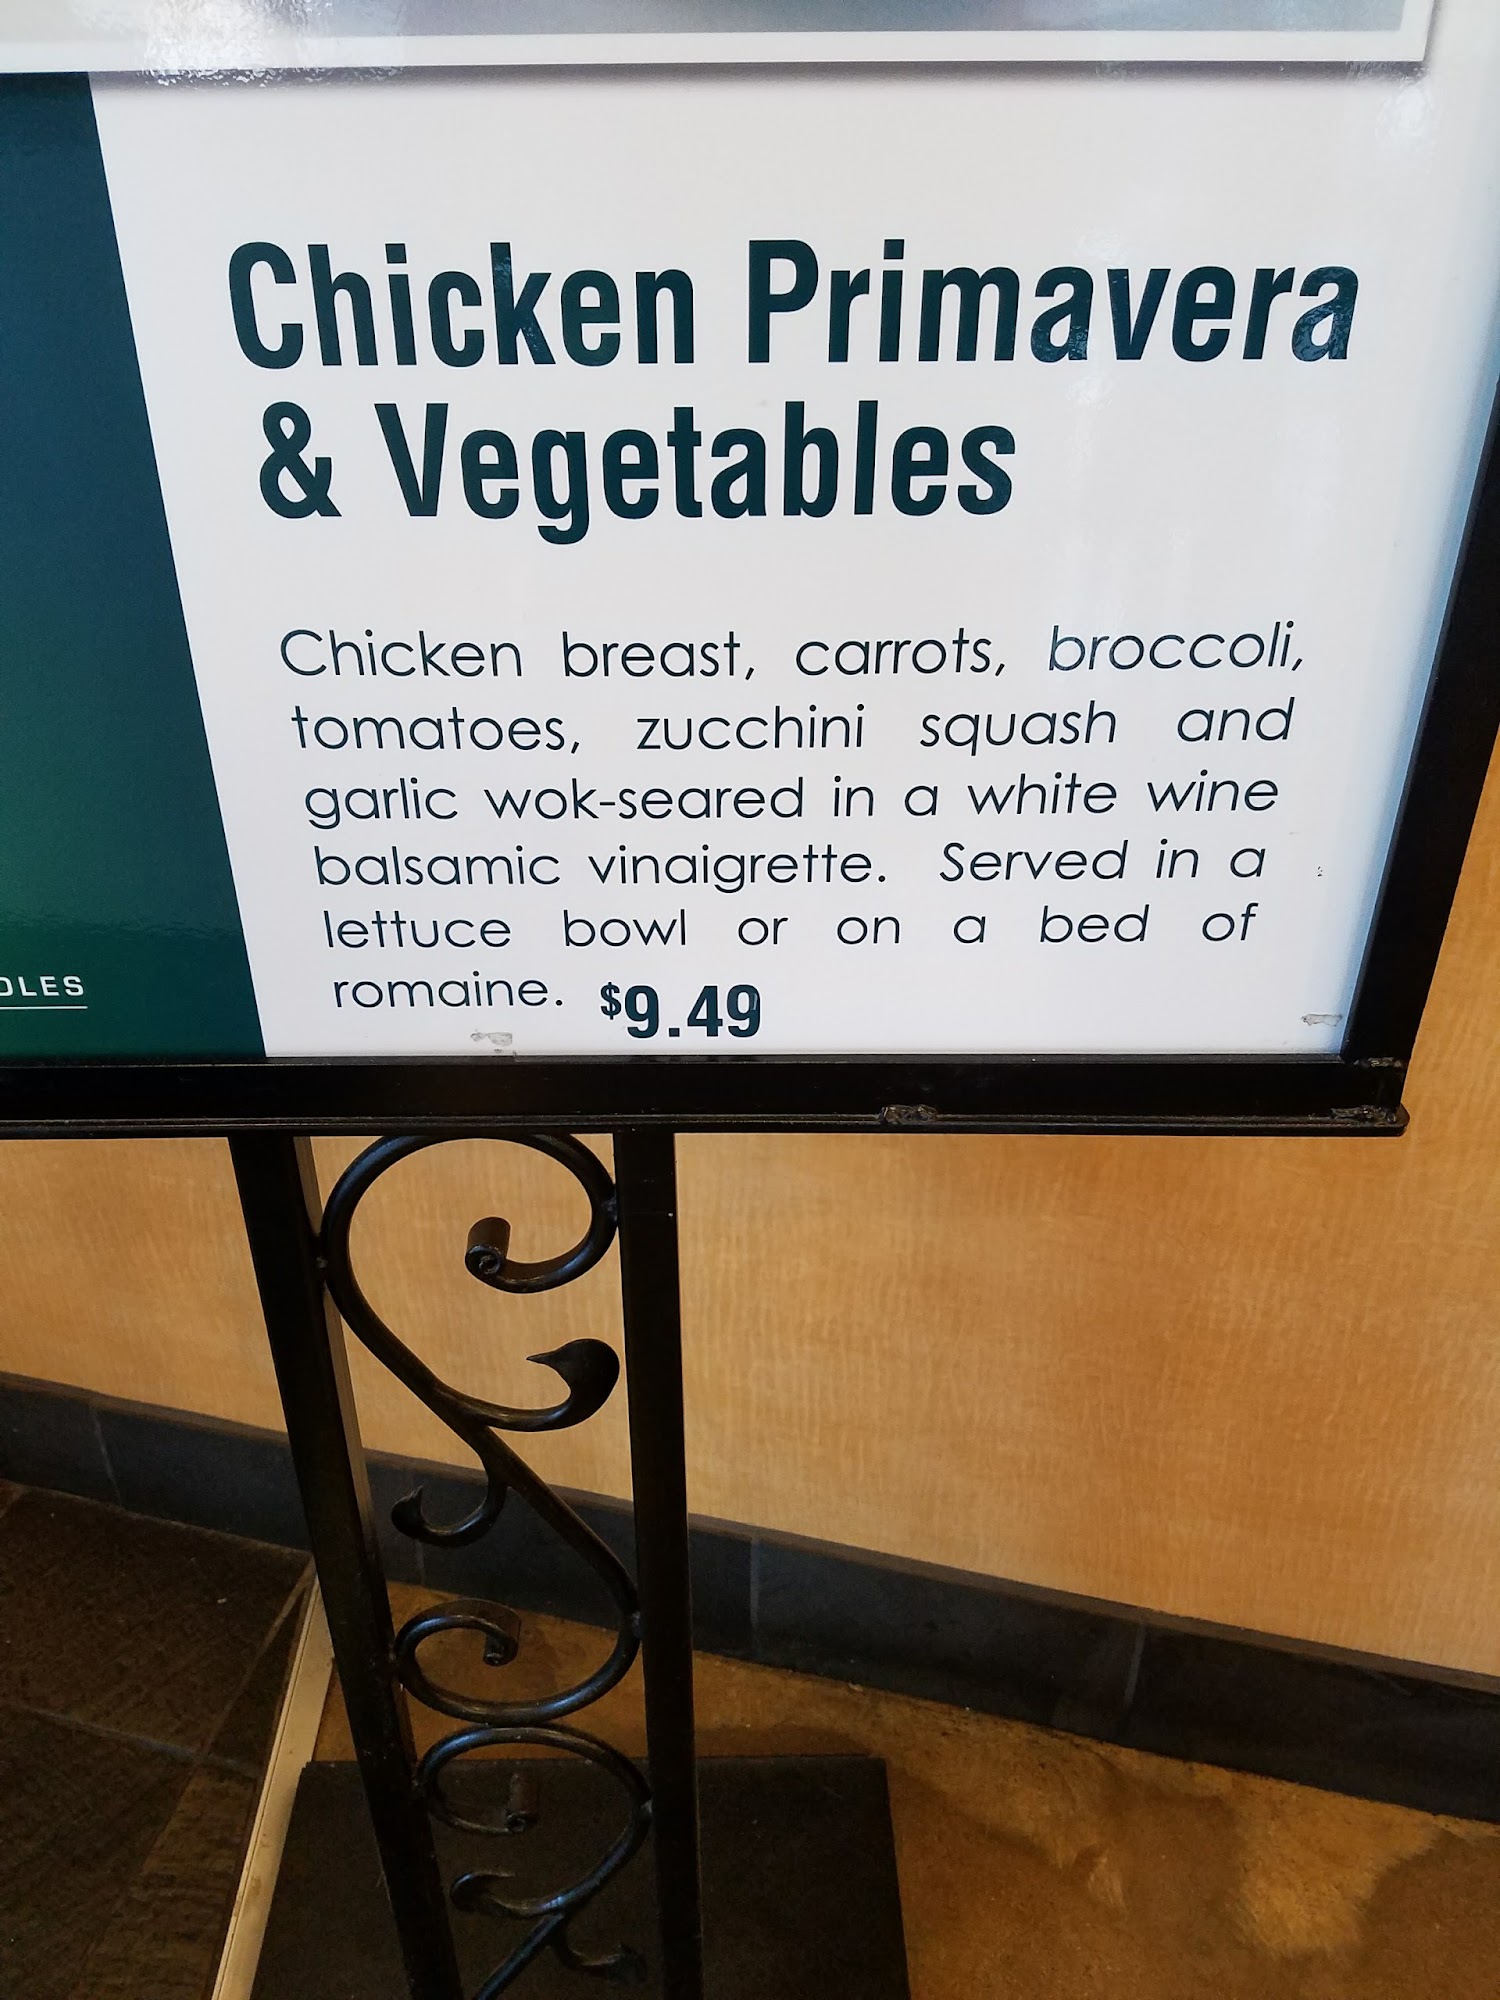 Chicken Primavera
& Vegetables
Chicken breast, carrots, broccoli,
tomatoes, zucchini squash and
garlic wok-seared in a white wine
balsamic vinaigrette. Served in a
lettuce bowl or on a bed of
romaine. $9.49